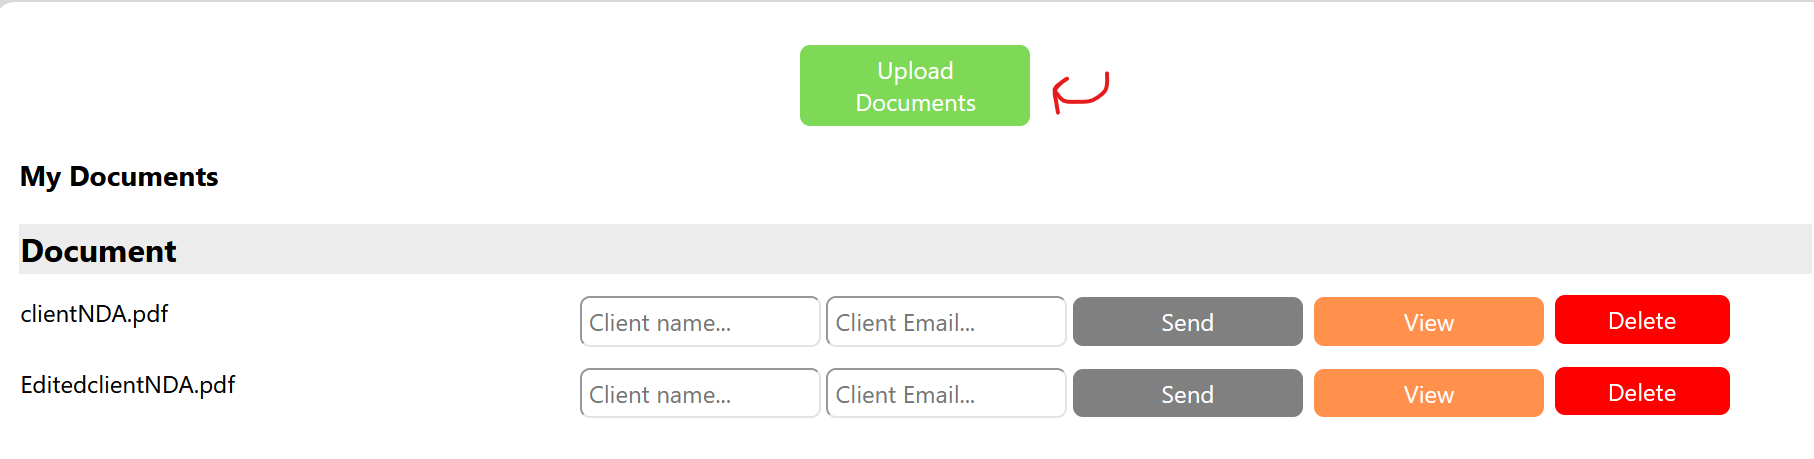 Upload
Documents
My Documents
Document
clientNDA.pdf Client name... Client Email... Send View Delete
EditedclientNDA.pdf Client name... Client Email... Send View Delete